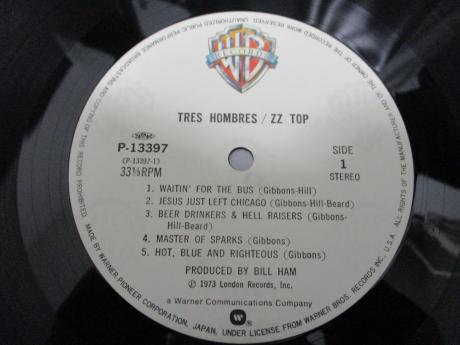 UNAUTHORIZED PUBLIC PERFORMANCE, BROADCASTING AND COPYING OF THIS RECORD PROHIBITED.
ALL RIGHTS OF THE MANUFACTURER AND OF THE OWNER OF THE RECORDED WORK RESERVED.
WB
RECORDS
TRES HOMBRES / ZZ TOP
P-13397
(P-13397-1)
33⅓RPM
SIDE
1
STEREO
1. WAITIN' FOR THE BUS (Gibbons-Hill)
2. JESUS JUST LEFT CHICAGO (Gibbons-Hill-Beard)
3. BEER DRINKERS & HELL RAISERS (Gibbons-
Hill-Beard)
4. MASTER OF SPARKS (Gibbons)
5. HOT, BLUE AND RIGHTEOUS (Gibbons)
PRODUCED BY BILL HAM
Ⓟ 1973 London Records, Inc.
a Warner Communications Company
MADE BY WARNER-PIONEER CORPORATION, JAPAN, UNDER LICENSE FROM WARNER BROS. RECORDS INC. U.S.A.